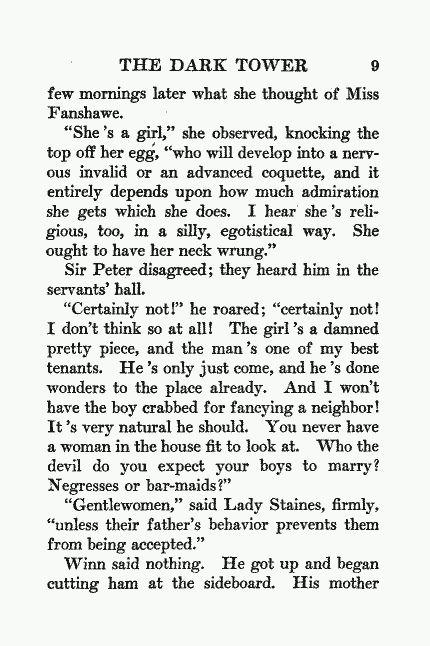 THE DARK TOWER 9
few mornings later what she thought of Miss
Fanshawe.
“She 's a girl,” she observed, knocking the
top off her egg, “who will develop into a nerv-
ous invalid or an advanced coquette, and it
entirely depends upon how much admiration
she gets which she does. I hear she 's reli-
gious, too, in a silly, egotistical way. She
ought to have her neck wrung.”
Sir Peter disagreed; they heard him in the
servants' hall.
“Certainly not!” he roared; “certainly not!
I don't think so at all! The girl 's a damned
pretty piece, and the man 's one of my best
tenants. He 's only just come, and he 's done
wonders to the place already. And I won't
have the boy crabbed for fancying a neighbor!
It 's very natural he should. You never have
a woman in the house fit to look at. Who the
devil do you expect your boys to marry?
Negresses or bar-maids?”
“Gentlewomen,” said Lady Staines, firmly,
“unless their father's behavior prevents them
from being accepted.”
Winn said nothing. He got up and began
cutting ham at the sideboard. His mother